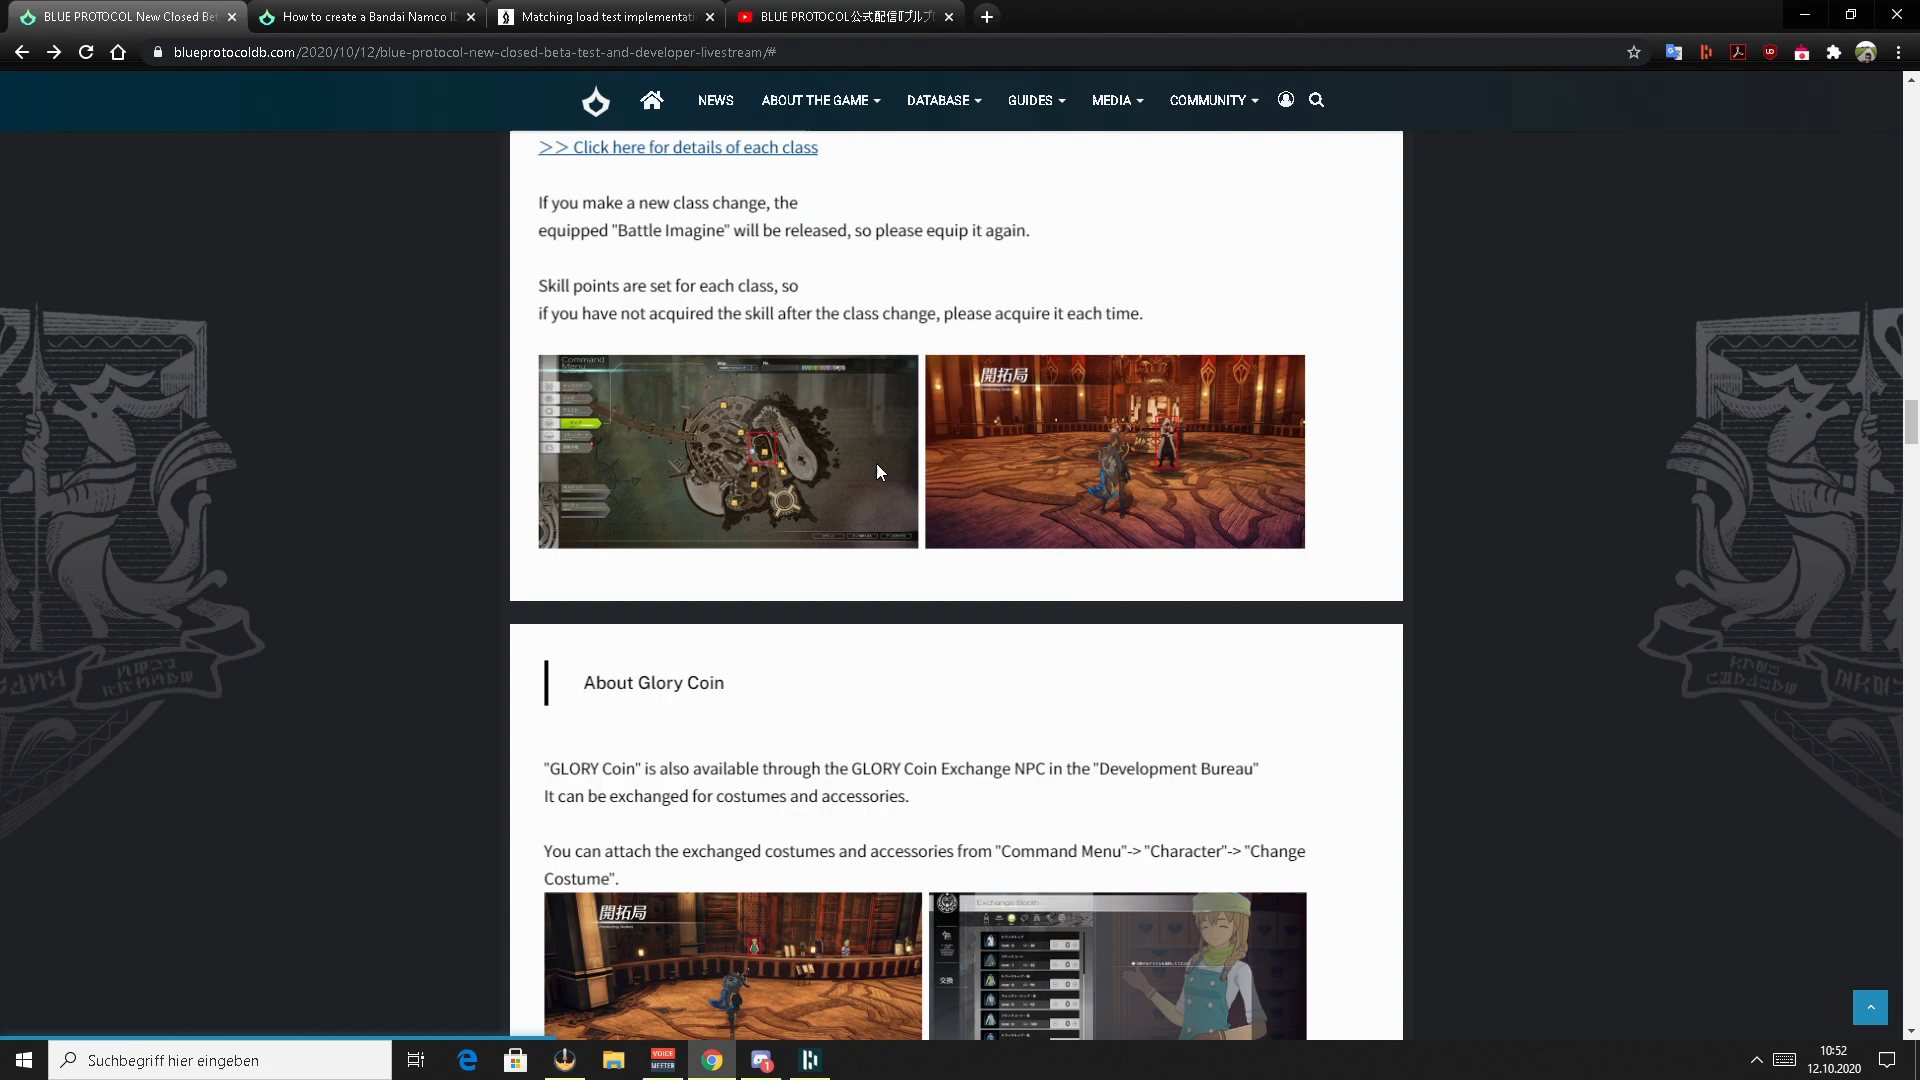 BLUE PROTOCOL New Closed Be
How to create a Bandai Namco I
Matching load test implementati
BLUE PROTOCOL公式配信『ブルプ
blueprotocoldb.com/2020/10/12/blue-protocol-new-closed-beta-test-and-developer-livestream/#
NEWS
ABOUT THE GAME
DATABASE
GUIDES
MEDIA
COMMUNITY
>> Click here for details of each class
If you make a new class change, the
equipped "Battle Imagine" will be released, so please equip it again.
Skill points are set for each class, so
if you have not acquired the skill after the class change, please acquire it each time.
Command
Menu
開拓局
About Glory Coin
"GLORY Coin" is also available through the GLORY Coin Exchange NPC in the "Development Bureau"
It can be exchanged for costumes and accessories.
You can attach the exchanged costumes and accessories from "Command Menu"-> "Character"-> "Change
Costume".
開拓局
Exchange Booth
交換
Suchbegriff hier eingeben
VOICE
MEETER
1
10:52
12.10.2020